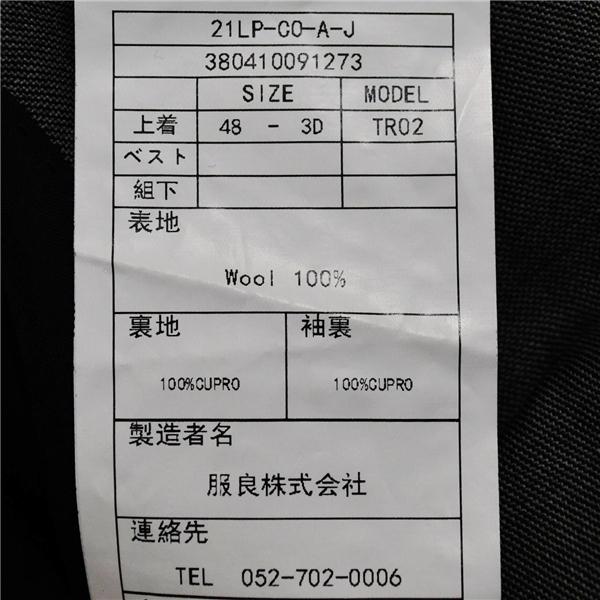 21LP-CO-A-J
380410091273
SIZE MODEL
上着 48 - 3D TR02
ベスト
組下
表地
Wool 100%
裏地 袖裏
100%CUPRO 100%CUPRO
製造者名
服良株式会社
連絡先
TEL 052-702-0006